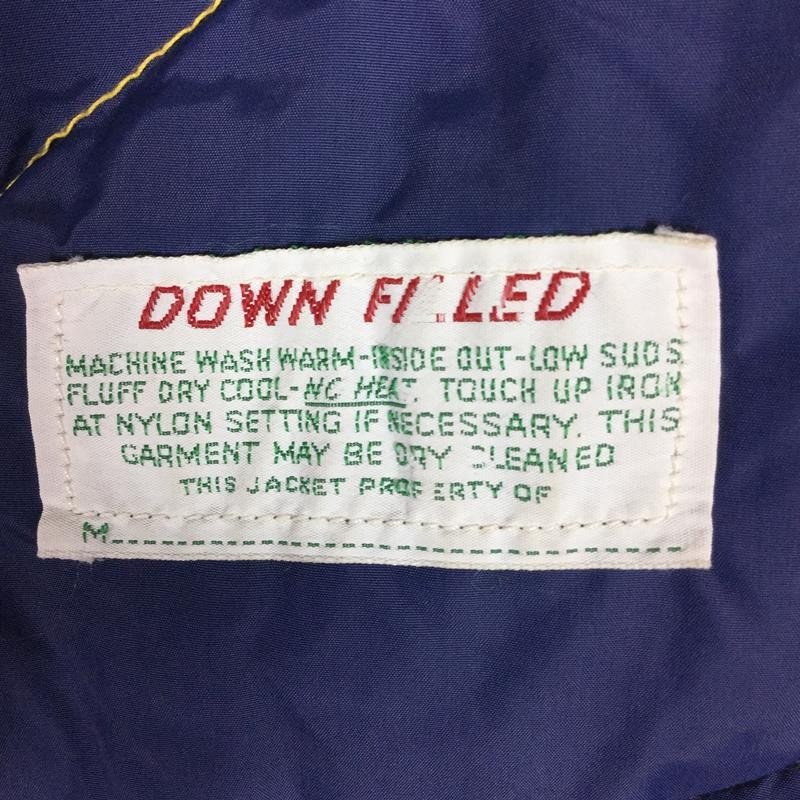 DOWN FILLED
MACHINE WASH WARM-INSIDE OUT-LOW SUDS
FLUFF DRY COOL-NO HEAT. TOUCH UP IRON
AT NYLON SETTING IF NECESSARY. THIS
GARMENT MAY BE DRY CLEANED
THIS JACKET PROPERTY OF
M